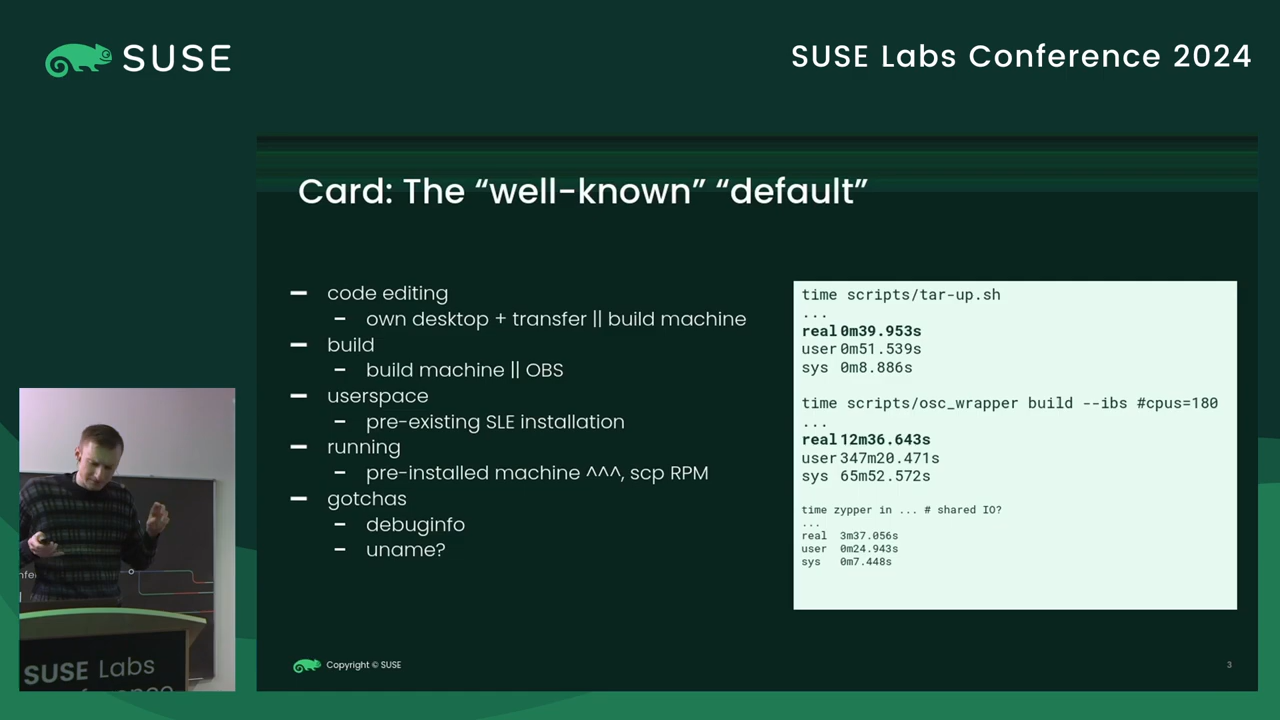 SUSE
SUSE Labs Conference 2024
Card: The “well-known” “default”
– code editing
– own desktop + transfer || build machine
– build
– build machine || OBS
– userspace
– pre-existing SLE installation
– running
– pre-installed machine ^^^, scp RPM
– gotchas
– debuginfo
– uname?
time scripts/tar-up.sh
...
real 0m39.953s
user 0m51.539s
sys 0m8.886s
time scripts/osc_wrapper build --ibs #cpus=180
...
real 12m36.643s
user 347m20.471s
sys 65m52.572s
time zypper in ... # shared IO?
...
real 3m37.056s
user 0m24.943s
sys 0m7.448s
Copyright © SUSE
3
SUSE Labs